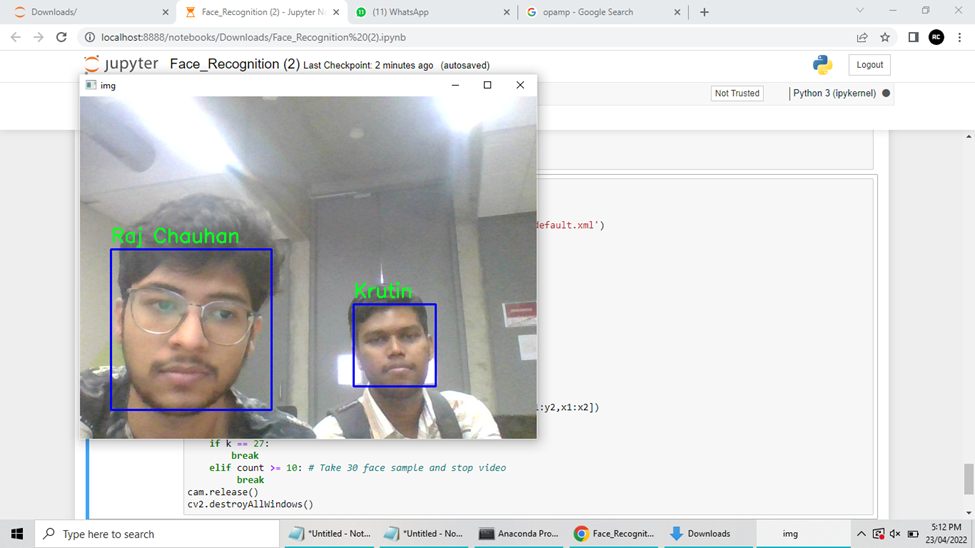 Downloads/
Face_Recognition (2) - Jupyter N
(11) WhatsApp
opamp - Google Search
localhost:8888/notebooks/Downloads/Face_Recognition%20(2).ipynb
RC
jupyter Face_Recognition (2) Last Checkpoint: 2 minutes ago (autosaved)
Logout
img
Not Trusted
Python 3 (ipykernel)
default.xml')
Raj Chauhan
Krutin
:y2,x1:x2])
if k == 27:
break
elif count >= 10: # Take 30 face sample and stop video
break
cam.release()
cv2.destroyAllWindows()
Type here to search
*Untitled - Not...
*Untitled - No...
Anaconda Pro...
Face_Recognit...
Downloads
img
5:12 PM
23/04/2022